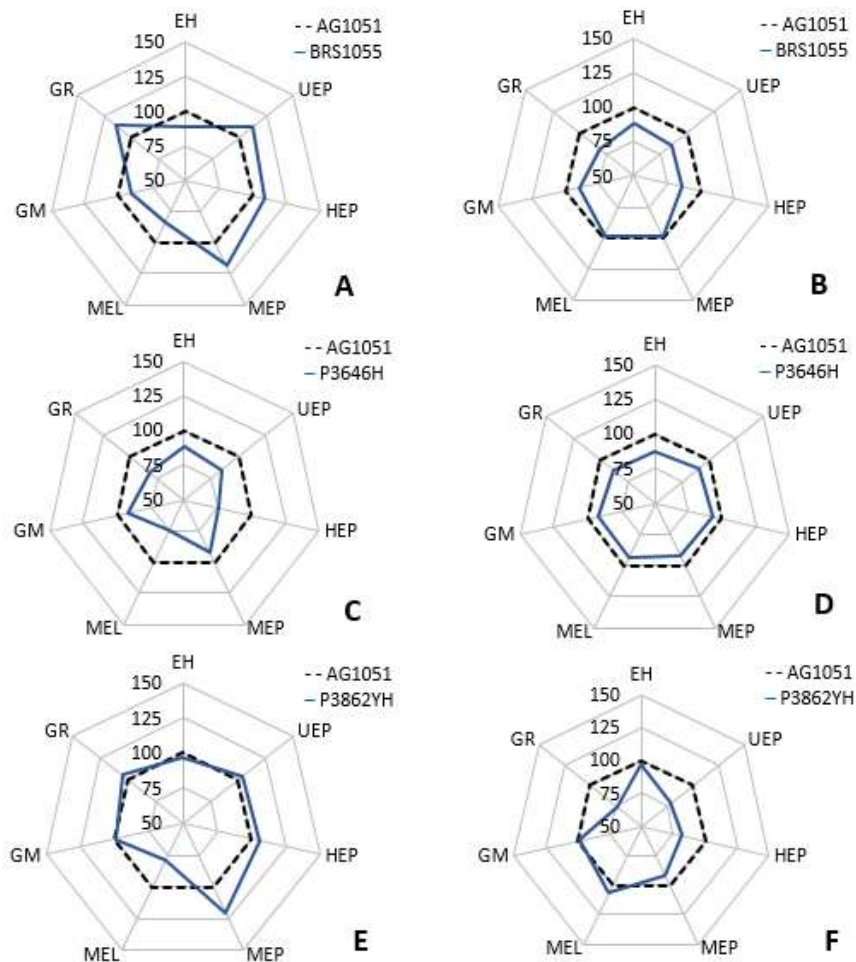 EH
--- AG1051
— BRS1055
150
125
100
75
50
GR
UEP
GM
HEP
MEL
MEP
A
EH
--- AG1051
— BRS1055
150
125
100
75
50
GR
UEP
GM
HEP
MEL
MEP
B
EH
--- AG1051
— P3646H
150
125
100
75
50
GR
UEP
GM
HEP
MEL
MEP
C
EH
--- AG1051
— P3646H
150
125
100
75
50
GR
UEP
GM
HEP
MEL
MEP
D
EH
--- AG1051
— P3862YH
150
125
100
75
50
GR
UEP
GM
HEP
MEL
MEP
E
EH
--- AG1051
— P3862YH
150
125
100
75
50
GR
UEP
GM
HEP
MEL
MEP
F